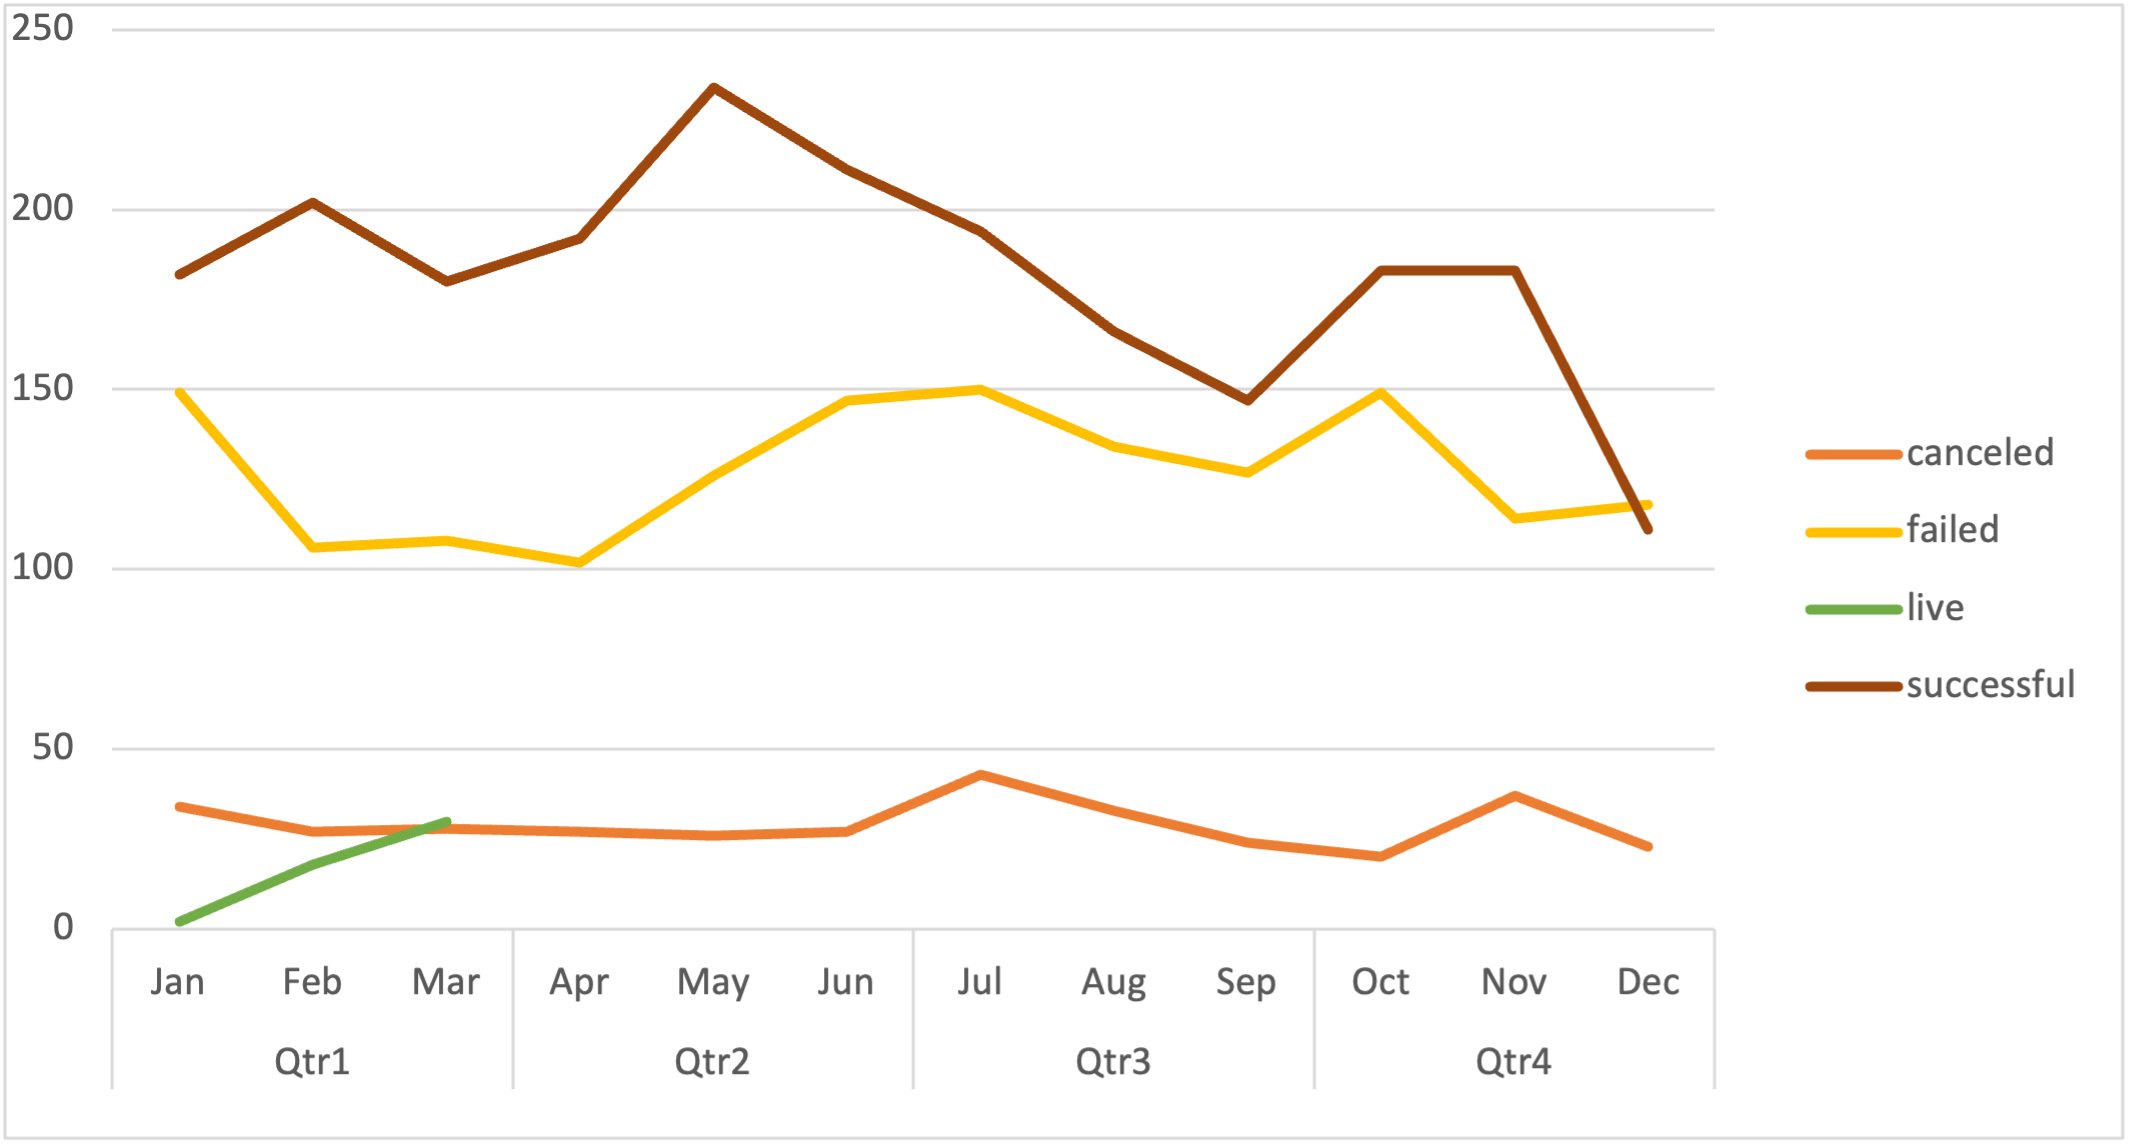 250
200
150
100
50
0
Jan Feb Mar Apr May Jun Jul Aug Sep Oct Nov Dec
Qtr1 Qtr2 Qtr3 Qtr4
canceled
failed
live
successful